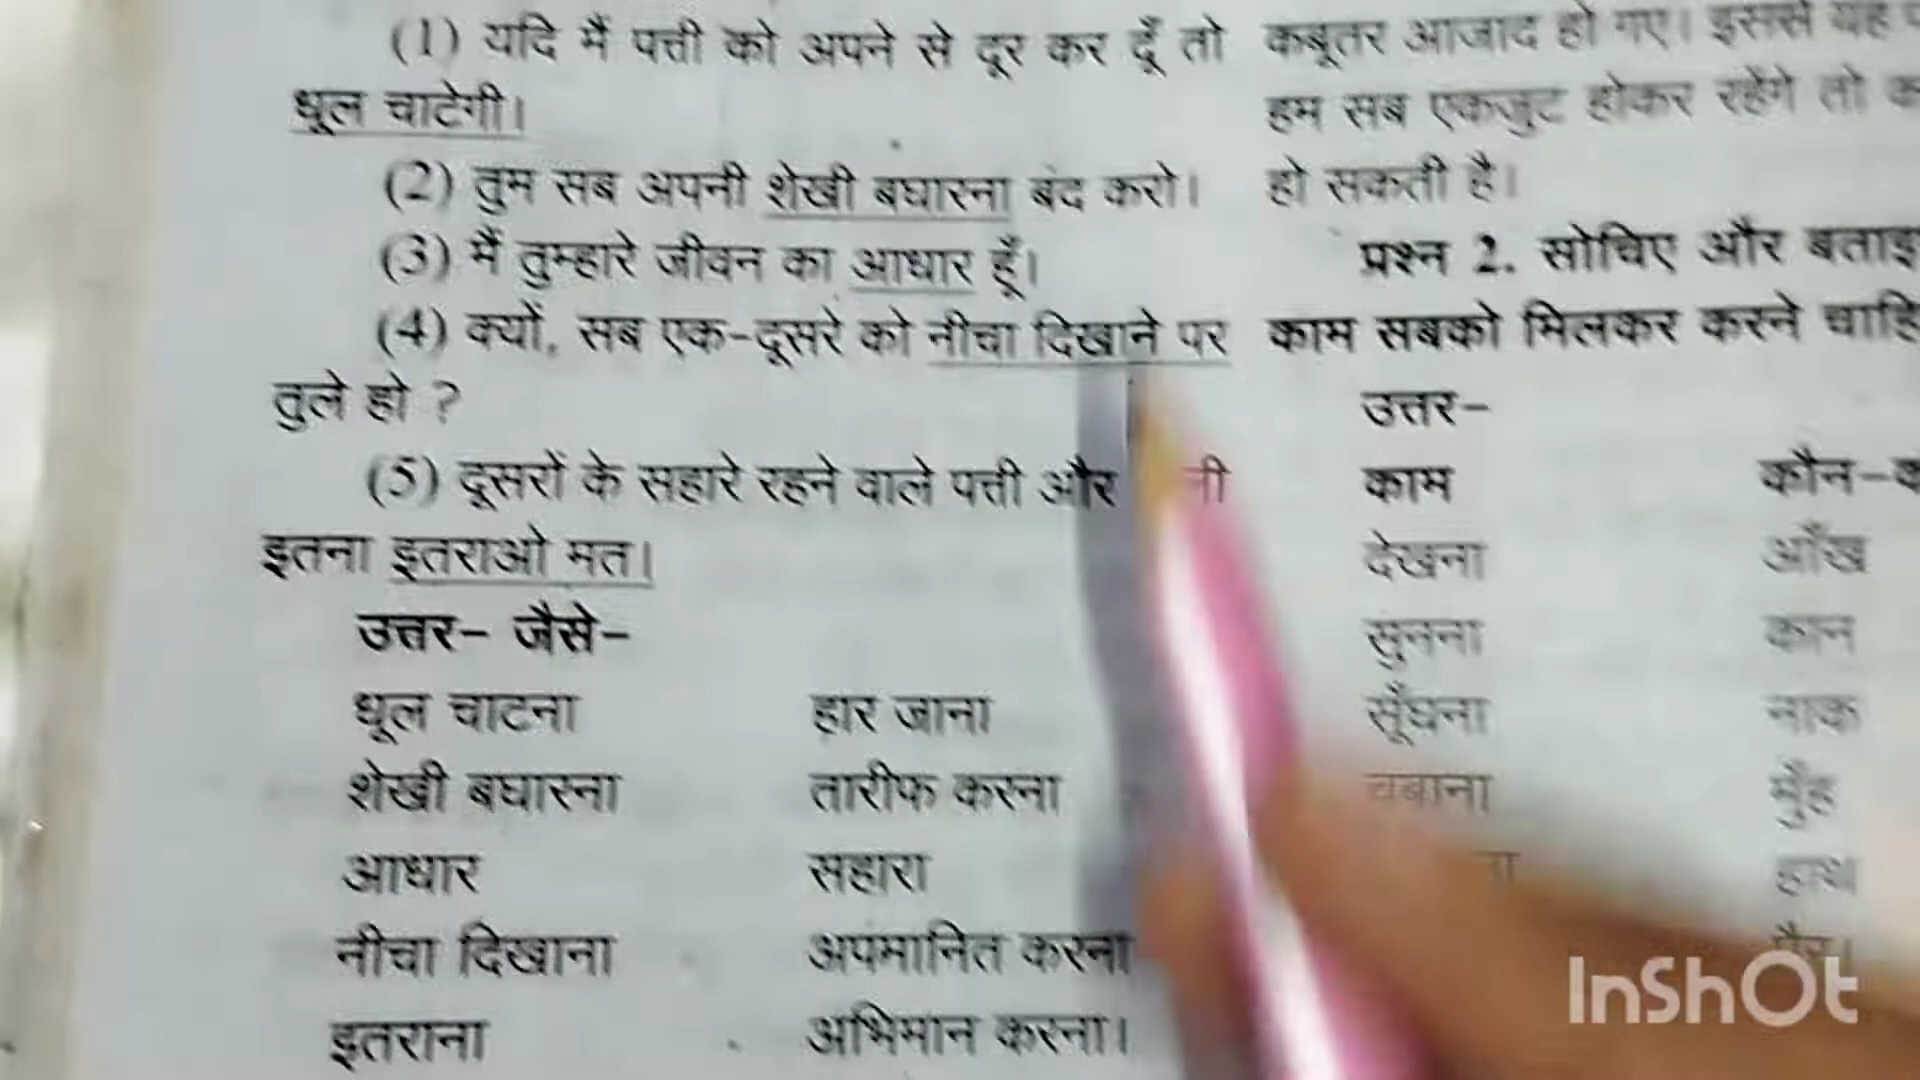 (1) यदि मैं पत्ती को अपने से दूर कर दूँ तो
धूल चाटेगी।
(2) तुम सब अपनी शेखी बघारना बंद करो।
(3) मैं तुम्हारे जीवन का आधार हूँ।
(4) क्यों, सब एक-दूसरे को नीचा दिखाने पर
तुले हो ?
(5) दूसरों के सहारे रहने वाले पत्ती और
इतना इतराओ मत।
उत्तर- जैसे-
धूल चाटना हार जाना
शेखी बघारना तारीफ करना
आधार सहारा
नीचा दिखाना अपमानित करना
इतराना अभिमान करना।
कबूतर आजाद हो गए। इससे यह
हम सब एकजुट होकर रहेंगे तो
हो सकती है।
प्रश्न 2. सोचिए और
काम सबको मिलकर करने
उत्तर-
काम
देखना आँख
सुनना कान
सूँघना नाक
चबाना मुँह
हाथ
पैर।
InShOt